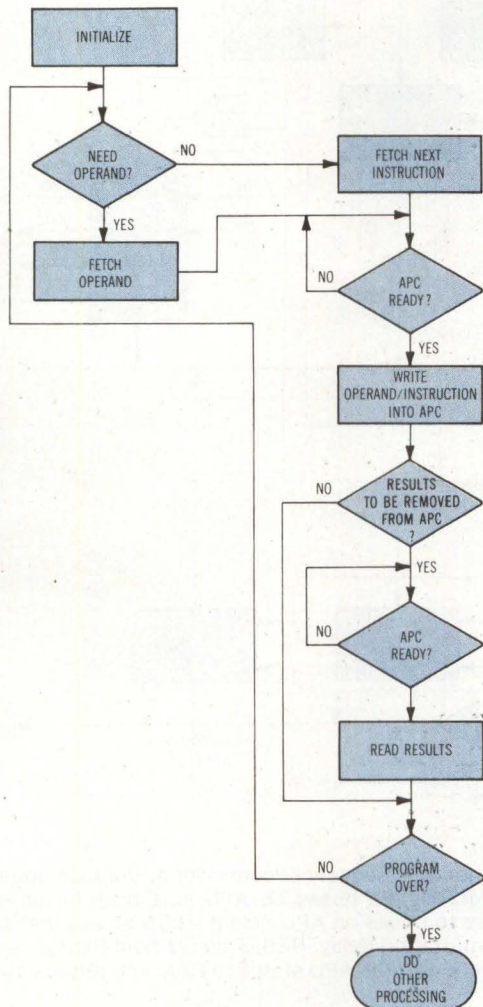 INITIALIZE
NEED
OPERAND?
NO
YES
FETCH
OPERAND
FETCH NEXT
INSTRUCTION
NO
APC
READY?
YES
WRITE
OPERAND/INSTRUCTION
INTO APC
NO
RESULTS
TO BE REMOVED
FROM APC
?
YES
NO
APC
READY?
READ RESULTS
NO
PROGRAM
OVER?
YES
DO
OTHER
PROCESSING